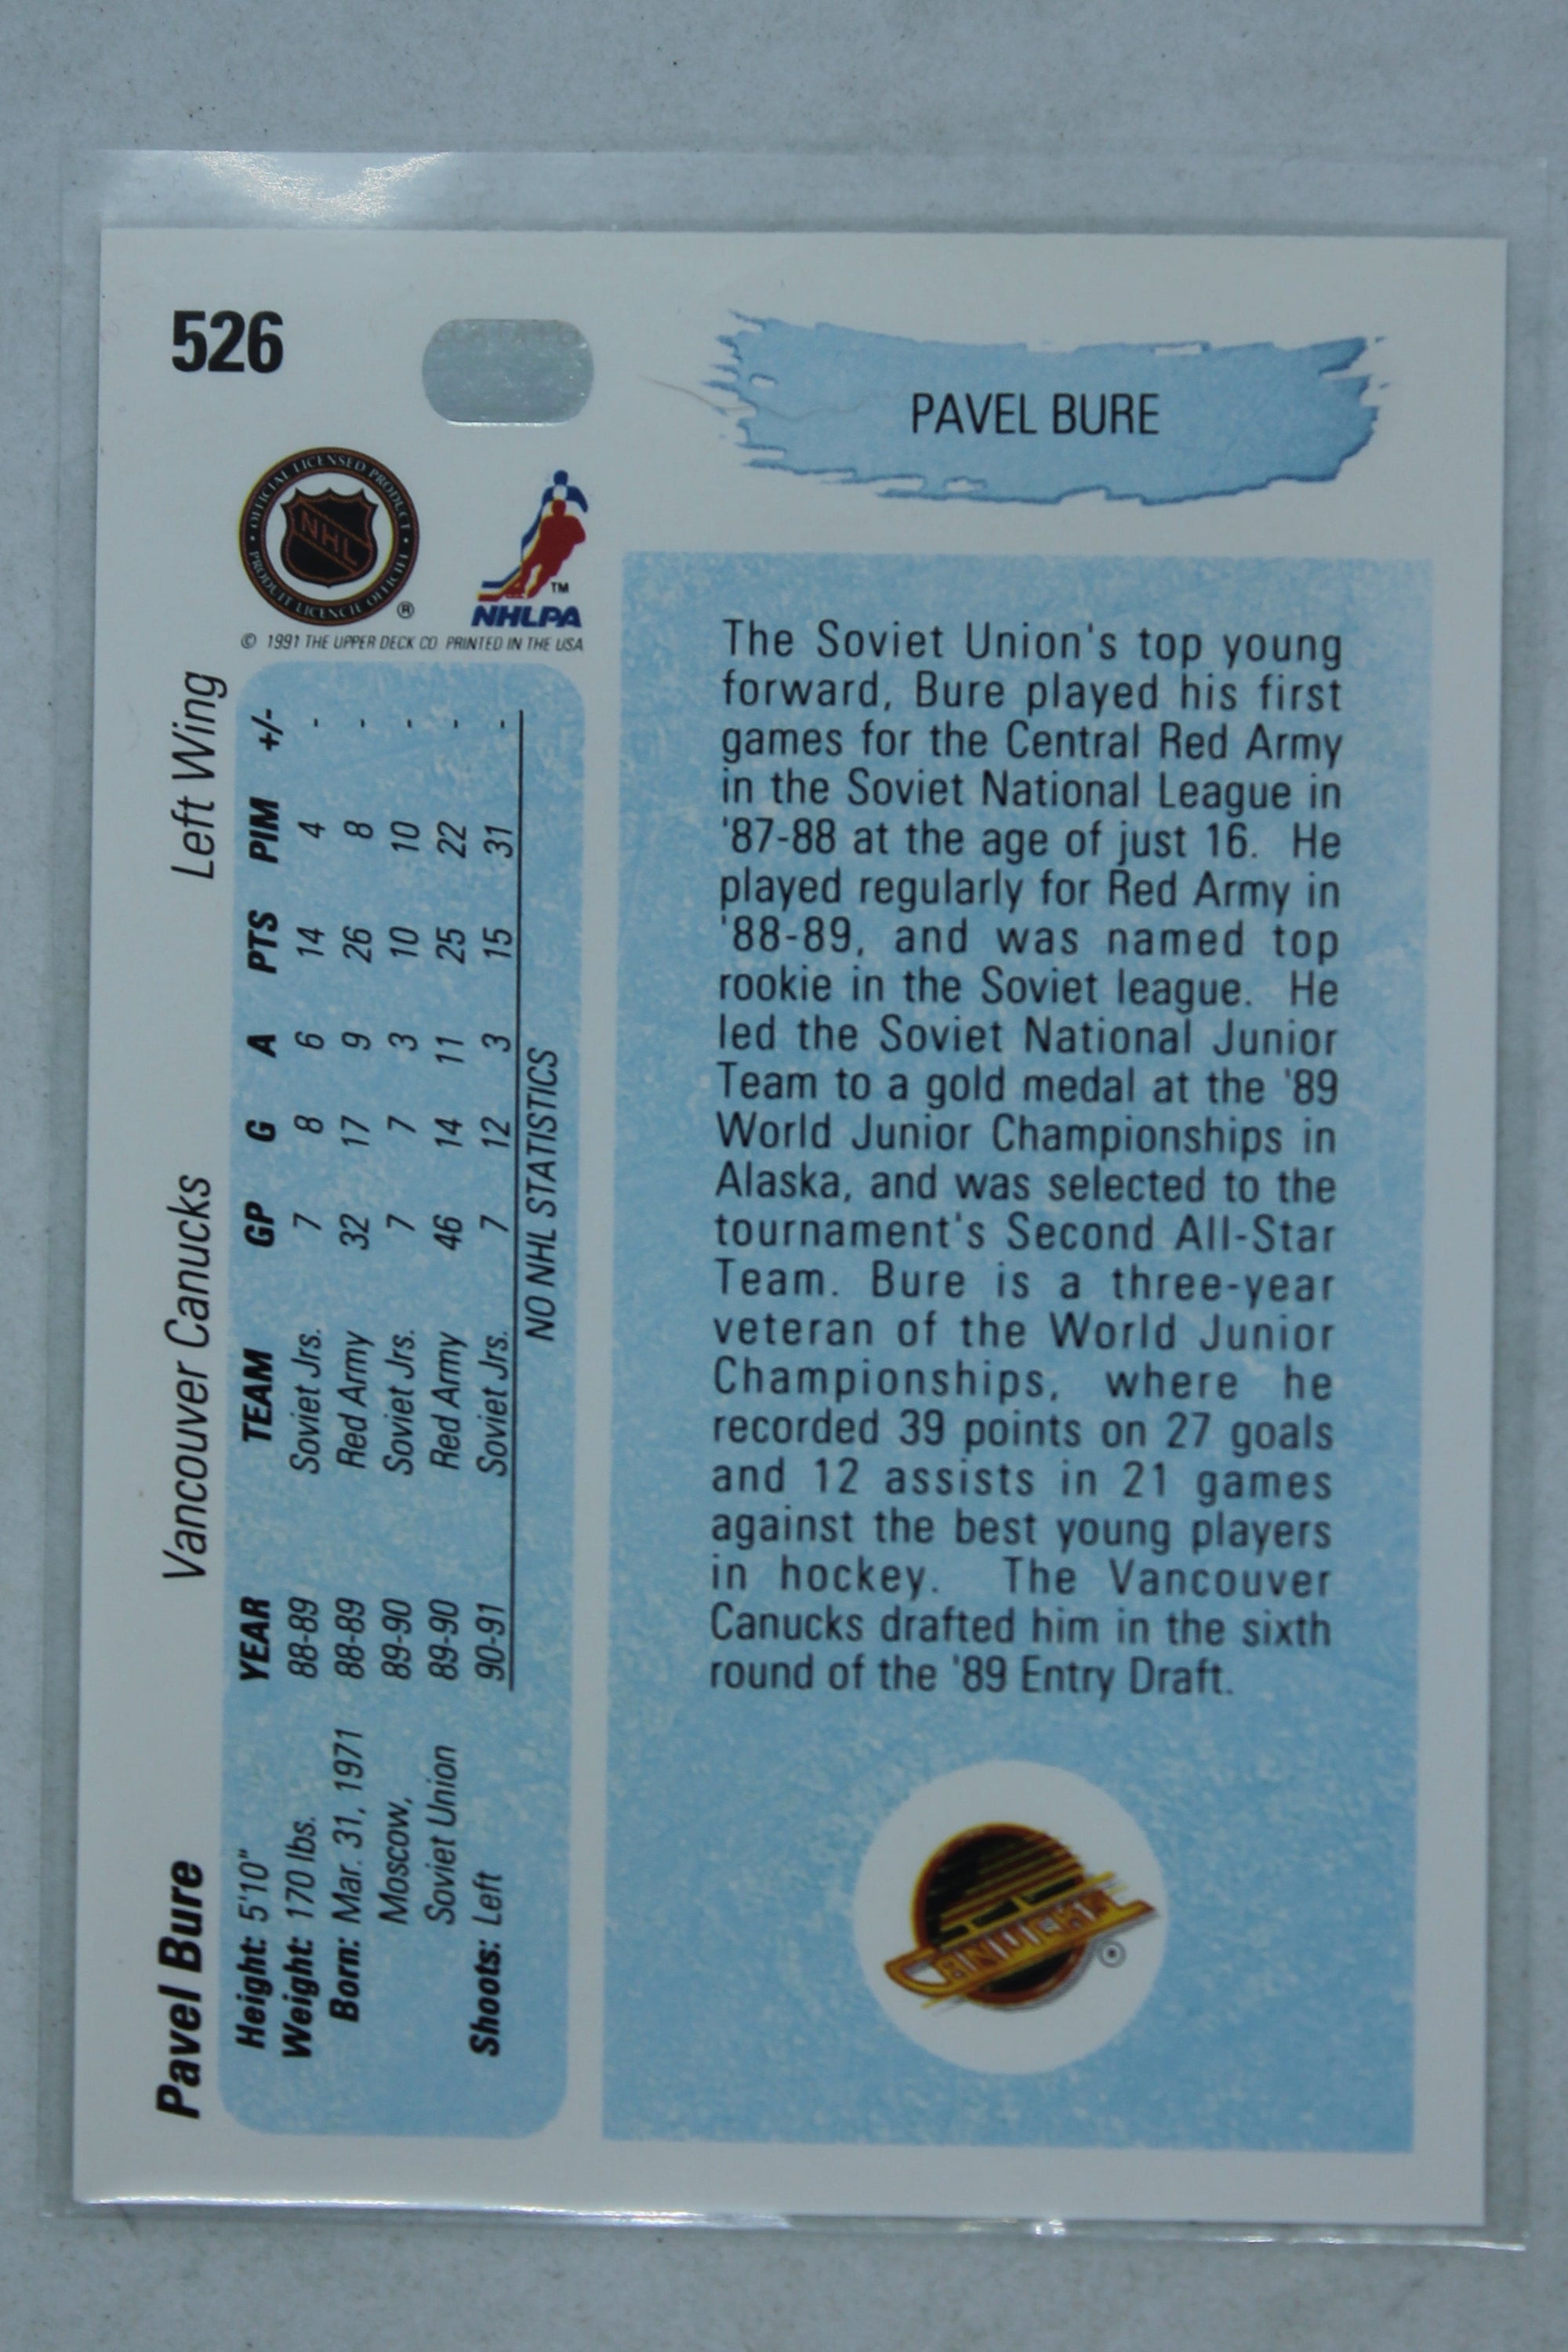 526
PAVEL BURE
OFFICIAL LICENSED PRODUCT • PRODUIT LICENCIE OFFICIEL •
NHL
®
TM
NHLPA
© 1991 THE UPPER DECK CO. PRINTED IN THE USA
Pavel Bure Vancouver Canucks Left Wing
Height: 5'10"
Weight: 170 lbs.
Born: Mar. 31, 1971
Moscow,
Soviet Union
Shoots: Left
YEAR TEAM GP G A PTS PIM +/-
88-89 Soviet Jrs. 7 8 6 14 4 -
88-89 Red Army 32 17 9 26 8 -
89-90 Soviet Jrs. 7 7 3 10 10 -
89-90 Red Army 46 14 11 25 22 -
90-91 Soviet Jrs. 7 12 3 15 31 -
NO NHL STATISTICS
The Soviet Union's top young
forward, Bure played his first
games for the Central Red Army
in the Soviet National League in
'87-88 at the age of just 16. He
played regularly for Red Army in
'88-89, and was named top
rookie in the Soviet league. He
led the Soviet National Junior
Team to a gold medal at the '89
World Junior Championships in
Alaska, and was selected to the
tournament's Second All-Star
Team. Bure is a three-year
veteran of the World Junior
Championships, where he
recorded 39 points on 27 goals
and 12 assists in 21 games
against the best young players
in hockey. The Vancouver
Canucks drafted him in the sixth
round of the '89 Entry Draft.
CANUCKS
®